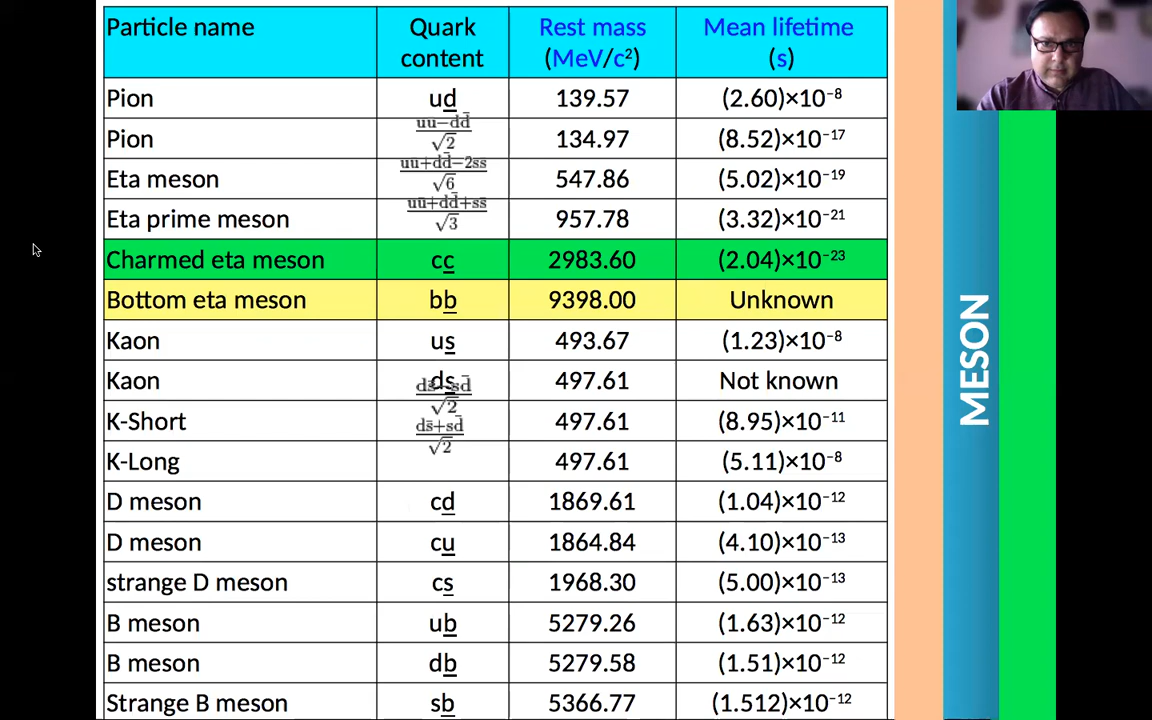 Particle name Quark content Rest mass (MeV/c²) Mean lifetime (s)
Pion ud̲ 139.57 (2.60)×10⁻⁸
Pion uu−dd̄/√2 134.97 (8.52)×10⁻¹⁷
Eta meson uu+dd̄−2ss/√6 547.86 (5.02)×10⁻¹⁹
Eta prime meson uū+dd̄+ss̄/√3 957.78 (3.32)×10⁻²¹
Charmed eta meson cc̲ 2983.60 (2.04)×10⁻²³
Bottom eta meson bb̲ 9398.00 Unknown
Kaon us̲ 493.67 (1.23)×10⁻⁸
Kaon ds̲ 497.61 Not known
K-Short ds̄ sd̄/√2 497.61 (8.95)×10⁻¹¹
K-Long ds̄+sd̄/√2 497.61 (5.11)×10⁻⁸
D meson cd̲ 1869.61 (1.04)×10⁻¹²
D meson cu̲ 1864.84 (4.10)×10⁻¹³
strange D meson cs̲ 1968.30 (5.00)×10⁻¹³
B meson ub̲ 5279.26 (1.63)×10⁻¹²
B meson db̲ 5279.58 (1.51)×10⁻¹²
Strange B meson sb̲ 5366.77 (1.512)×10⁻¹²
MESON